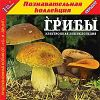 Познавательная
коллекция
ГРИБЫ
ЭЛЕКТРОННАЯ ЭНЦИКЛОПЕДИЯ